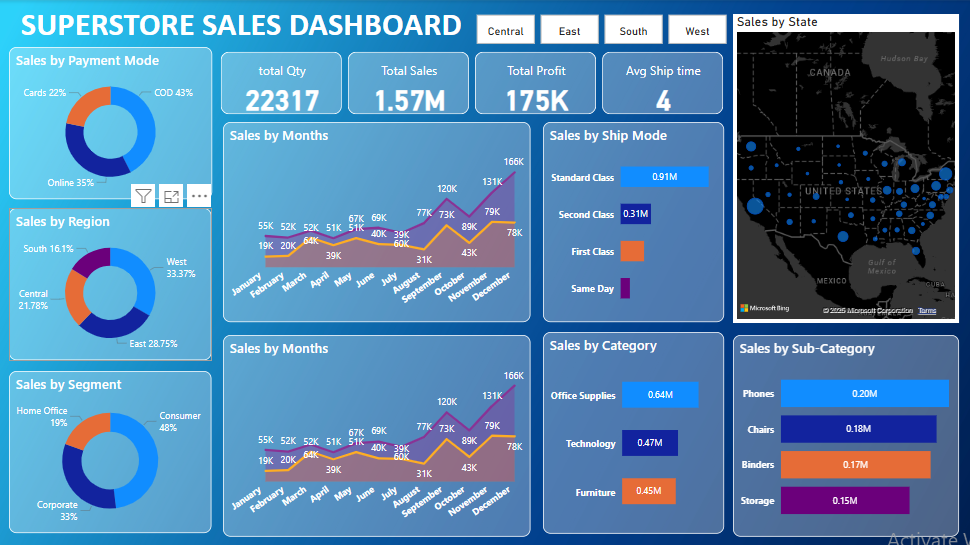 SUPERSTORE SALES DASHBOARD
Central
East
South
West
Sales by State
Sales by Payment Mode
Cards 22%
COD 43%
Online 35%
total Qty
22317
Total Sales
1.57M
Total Profit
175K
Avg Ship time
4
Sales by Months
55K 52K 52K 51K 67K 69K 39K 77K 120K 89K 131K 166K
19K 20K 64K 39K 51K 40K 60K 31K 73K 43K 79K 78K
January
February
March
April
May
June
July
August
September
October
November
December
Sales by Ship Mode
Standard Class
0.91M
Second Class
0.31M
First Class
Same Day
Hudson Bay
CANADA
UNITED STATES
Gulf of
Mexico
MEXICO
CUBA
Microsoft Bing
© 2025 Microsoft Corporation Terms
Sales by Region
South 16.1%
West
33.37%
Central
21.78%
East 28.75%
Sales by Segment
Home Office
19%
Consumer
48%
Corporate
33%
Sales by Months
55K 52K 52K 51K 67K 69K 39K 77K 120K 89K 131K 166K
19K 20K 64K 39K 51K 40K 60K 31K 73K 43K 79K 78K
January
February
March
April
May
June
July
August
September
October
November
December
Sales by Category
Office Supplies
0.64M
Technology
0.47M
Furniture
0.45M
Sales by Sub-Category
Phones
0.20M
Chairs
0.18M
Binders
0.17M
Storage
0.15M
Activate